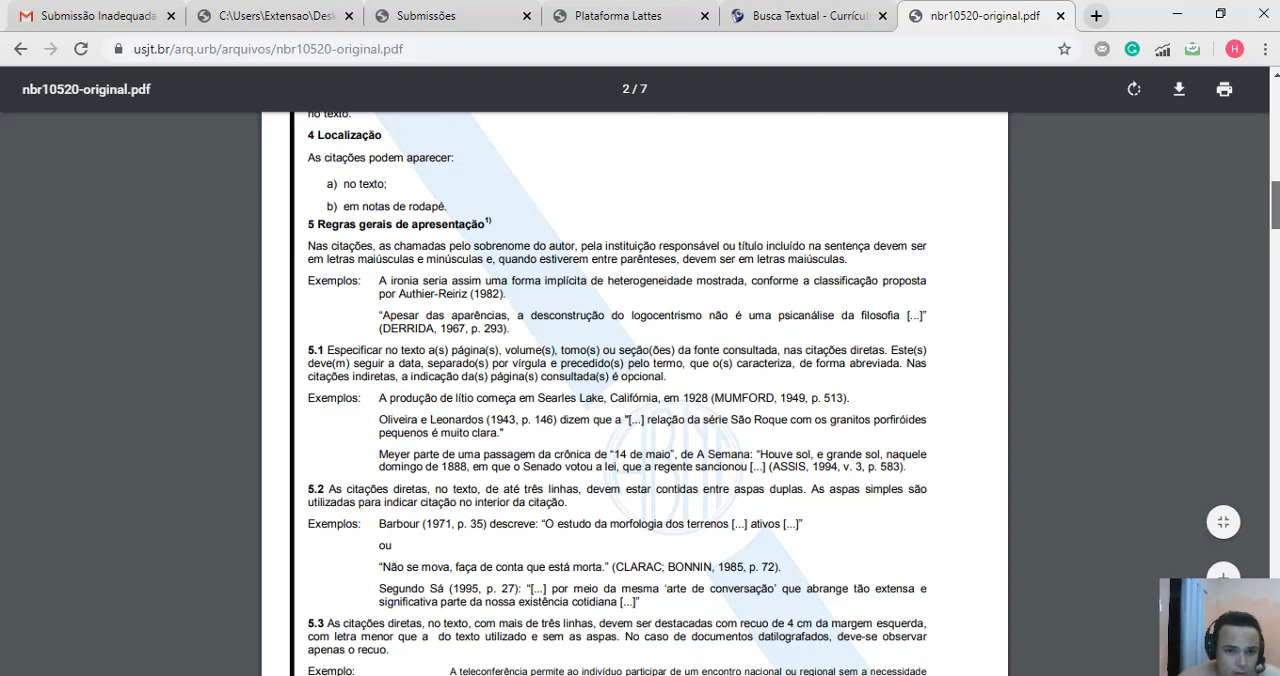 Submissão Inadequada
C:\Users\Extensao\Des
Submissões
Plataforma Lattes
Busca Textual - Currícu
nbr10520-original.pdf
usjt.br/arq.urb/arquivos/nbr10520-original.pdf
H
nbr10520-original.pdf
2 / 7
no texto.
4 Localização
As citações podem aparecer:
a) no texto;
b) em notas de rodapé.
5 Regras gerais de apresentação1)
Nas citações, as chamadas pelo sobrenome do autor, pela instituição responsável ou título incluído na sentença devem ser
em letras maiúsculas e minúsculas e, quando estiverem entre parênteses, devem ser em letras maiúsculas.
Exemplos: A ironia seria assim uma forma implícita de heterogeneidade mostrada, conforme a classificação proposta
por Authier-Reiriz (1982).
“Apesar das aparências, a desconstrução do logocentrismo não é uma psicanálise da filosofia [...]”
(DERRIDA, 1967, p. 293).
5.1 Especificar no texto a(s) página(s), volume(s), tomo(s) ou seção(ões) da fonte consultada, nas citações diretas. Este(s)
deve(m) seguir a data, separado(s) por vírgula e precedido(s) pelo termo, que o(s) caracteriza, de forma abreviada. Nas
citações indiretas, a indicação da(s) página(s) consultada(s) é opcional.
Exemplos: A produção de lítio começa em Searles Lake, Califórnia, em 1928 (MUMFORD, 1949, p. 513).
Oliveira e Leonardos (1943, p. 146) dizem que a "[...] relação da série São Roque com os granitos porfiróides
pequenos é muito clara."
Meyer parte de uma passagem da crônica de “14 de maio”, de A Semana: “Houve sol, e grande sol, naquele
domingo de 1888, em que o Senado votou a lei, que a regente sancionou [...] (ASSIS, 1994, v. 3, p. 583).
5.2 As citações diretas, no texto, de até três linhas, devem estar contidas entre aspas duplas. As aspas simples são
utilizadas para indicar citação no interior da citação.
Exemplos: Barbour (1971, p. 35) descreve: “O estudo da morfologia dos terrenos [...] ativos [...]”
ou
“Não se mova, faça de conta que está morta.” (CLARAC; BONNIN, 1985, p. 72).
Segundo Sá (1995, p. 27): “[...] por meio da mesma ‘arte de conversação’ que abrange tão extensa e
significativa parte da nossa existência cotidiana [...]”
5.3 As citações diretas, no texto, com mais de três linhas, devem ser destacadas com recuo de 4 cm da margem esquerda,
com letra menor que a do texto utilizado e sem as aspas. No caso de documentos datilografados, deve-se observar
apenas o recuo.
Exemplo: A teleconferência permite ao indivíduo participar de um encontro nacional ou regional sem a necessidade